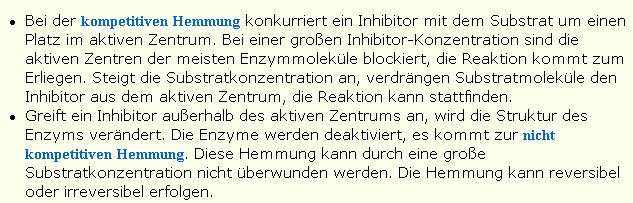 • Bei der kompetitiven Hemmung konkurriert ein Inhibitor mit dem Substrat um einen
Platz im aktiven Zentrum. Bei einer großen Inhibitor-Konzentration sind die
aktiven Zentren der meisten Enzymmoleküle blockiert, die Reaktion kommt zum
Erliegen. Steigt die Substratkonzentration an, verdrängen Substratmoleküle den
Inhibitor aus dem aktiven Zentrum, die Reaktion kann stattfinden.
• Greift ein Inhibitor außerhalb des aktiven Zentrums an, wird die Struktur des
Enzyms verändert. Die Enzyme werden deaktiviert, es kommt zur nicht
kompetitiven Hemmung. Diese Hemmung kann durch eine große
Substratkonzentration nicht überwunden werden. Die Hemmung kann reversibel
oder irreversibel erfolgen.